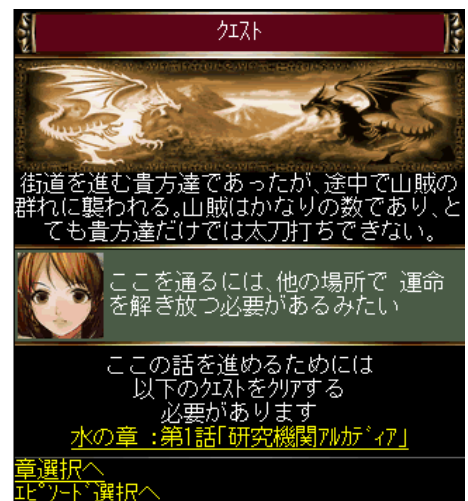 ｸｴｽﾄ
街道を進む貴方達であったが､途中で山賊の
群れに襲われる｡山賊はかなりの数であり､と
ても貴方達だけでは太刀打ちできない｡
ここを通るには､他の場所で 運命
を解き放つ必要があるみたい
ここの話を進めるためには
以下のｸｴｽﾄをｸﾘｱする
必要があります
水の章 :第1話｢研究機関ｱﾙｶﾃﾞｨｱ｣
章選択へ
ｴﾋﾟｿｰﾄﾞ選択へ